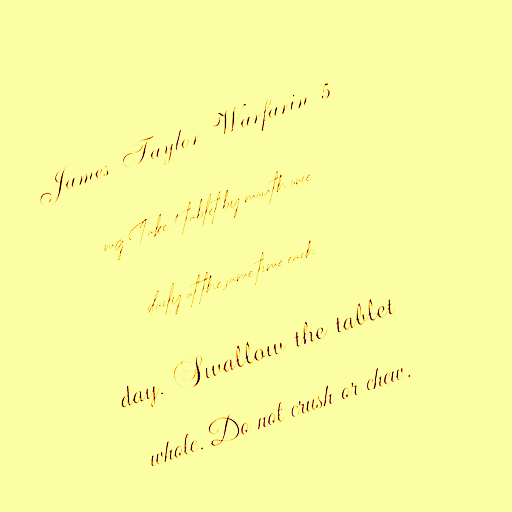 James Taylor Warfarin 5
mg. Take 1 tablet by mouth once
daily at the same time each
day. Swallow the tablet
whole. Do not crush or chew.